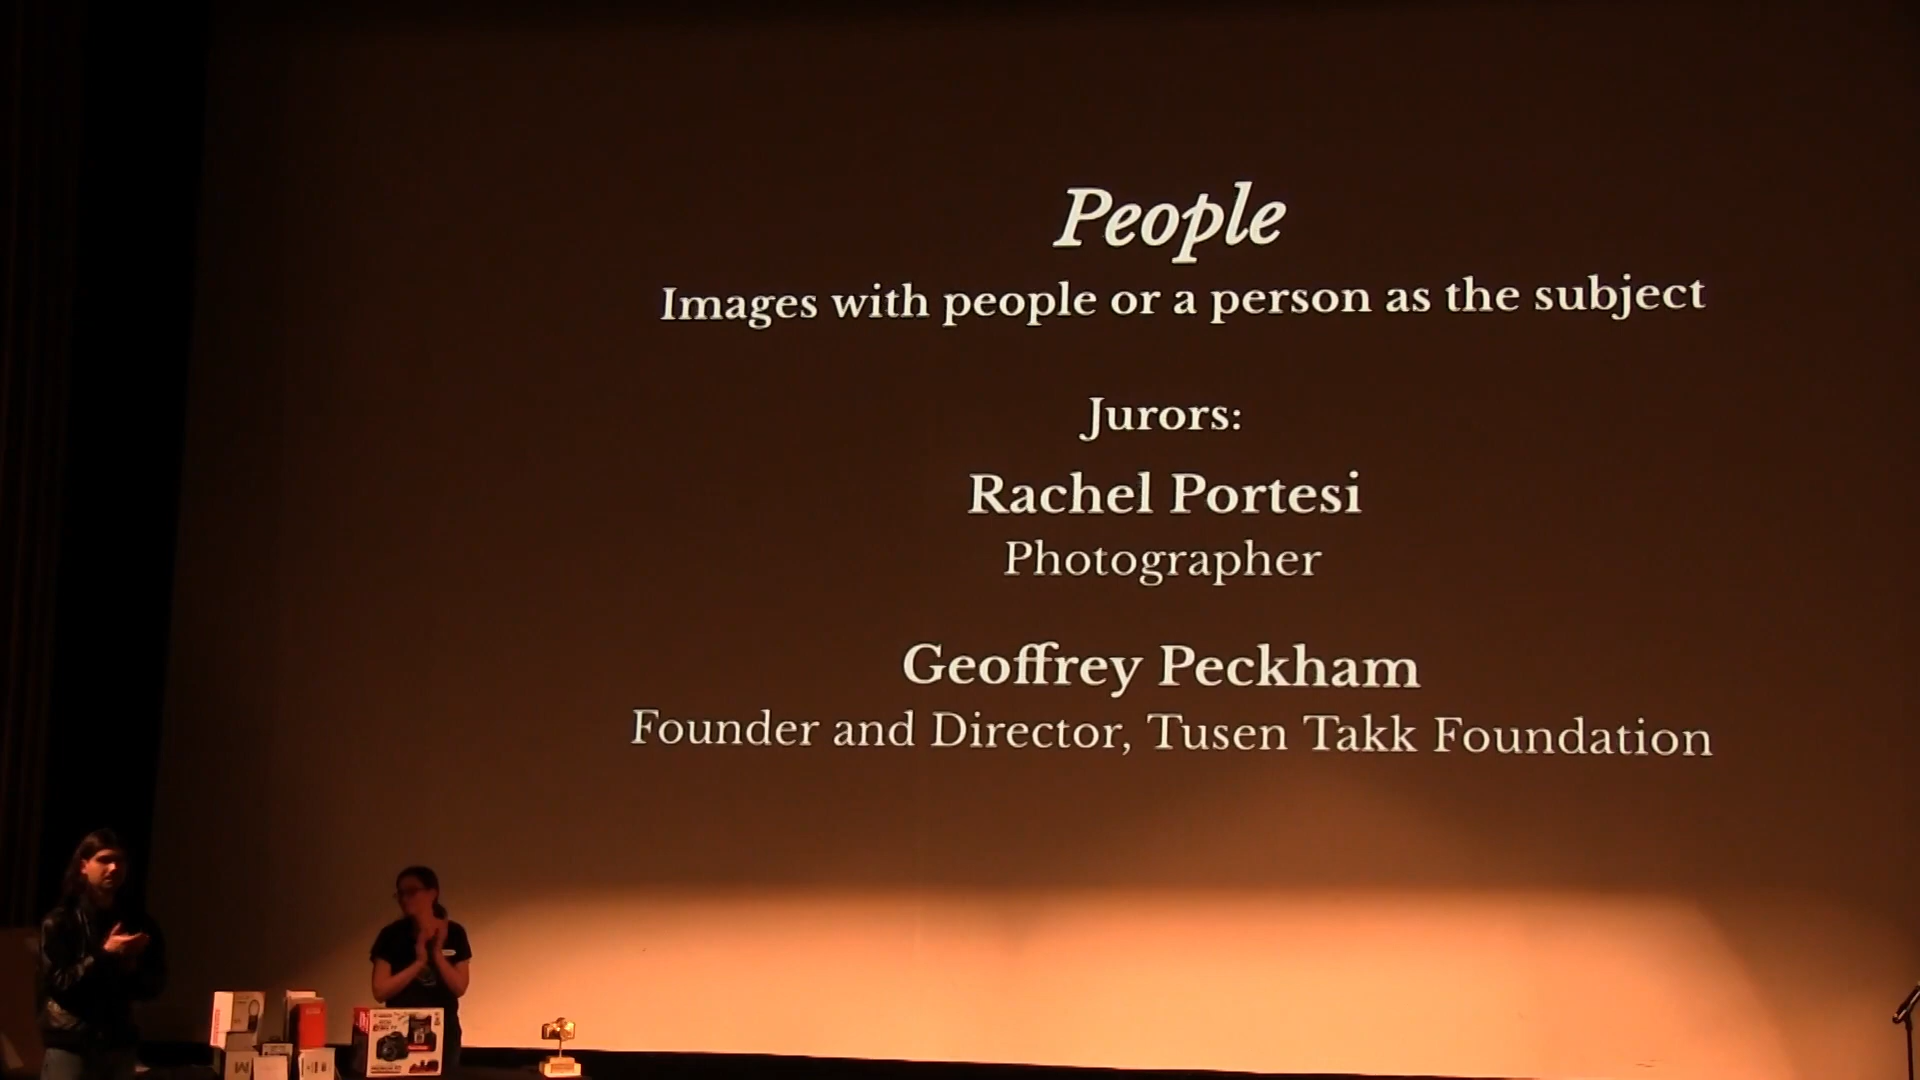 People
Images with people or a person as the subject
Jurors:
Rachel Portesi
Photographer
Geoffrey Peckham
Founder and Director, Tusen Takk Foundation